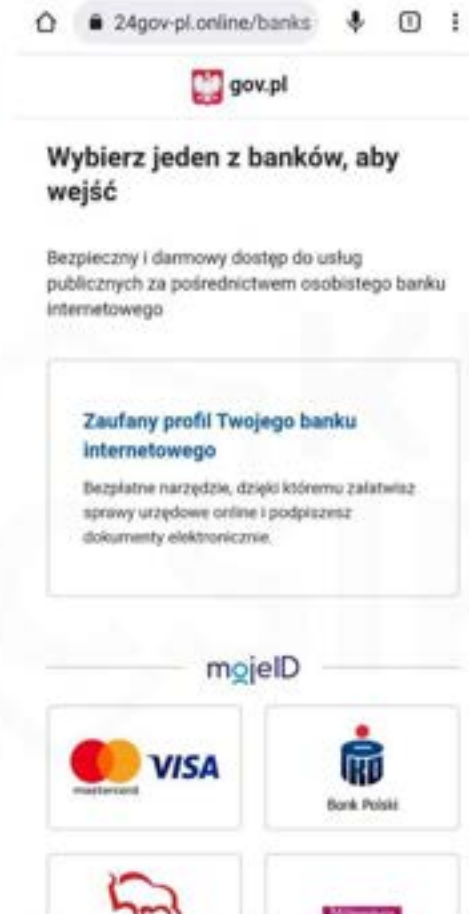 24gov-pl.online/banks
gov.pl
Wybierz jeden z banków, aby
wejść
Bezpieczny i darmowy dostęp do usług
publicznych za pośrednictwem osobistego banku
internetowego
Zaufany profil Twojego banku
internetowego
Bezpłatne narzędzie, dzięki któremu załatwisz
sprawy urzędowe online i podpiszesz
dokumenty elektronicznie.
mojeID
mastercard VISA
Bank Polski